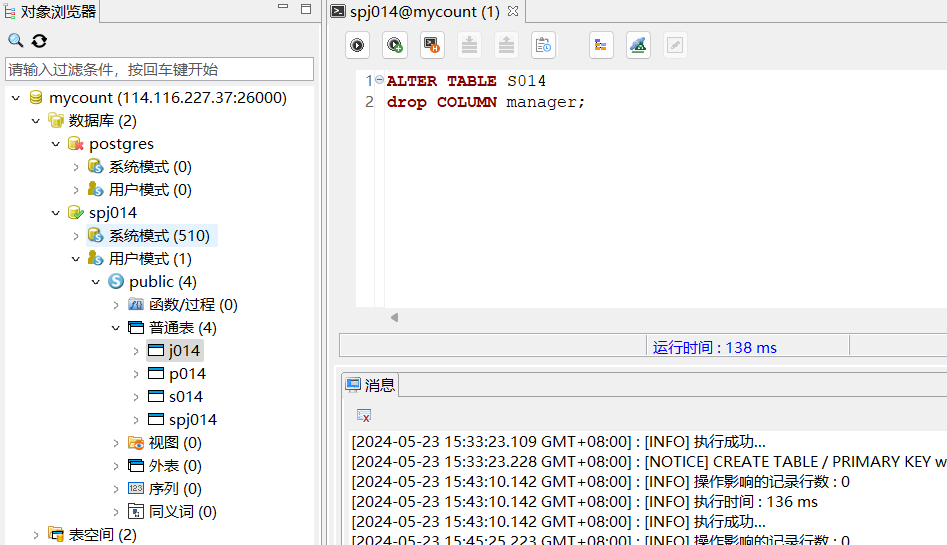 对象浏览器
请输入过滤条件，按回车键开始
mycount (114.116.227.37:26000)
数据库 (2)
postgres
系统模式 (0)
用户模式 (0)
spj014
系统模式 (510)
用户模式 (1)
public (4)
函数/过程 (0)
普通表 (4)
j014
p014
s014
spj014
视图 (0)
外表 (0)
序列 (0)
同义词 (0)
表空间 (2)
spj014@mycount (1)
1 ALTER TABLE S014
2 drop COLUMN manager;
运行时间 : 138 ms
消息
[2024-05-23 15:33:23.109 GMT+08:00] : [INFO] 执行成功...
[2024-05-23 15:33:23.228 GMT+08:00] : [NOTICE] CREATE TABLE / PRIMARY KEY w
[2024-05-23 15:43:10.142 GMT+08:00] : [INFO] 操作影响的记录行数 : 0
[2024-05-23 15:43:10.142 GMT+08:00] : [INFO] 执行时间 : 136 ms
[2024-05-23 15:43:10.142 GMT+08:00] : [INFO] 执行成功...
[2024-05-23 15:45:25.223 GMT+08:00] : [INFO] 操作影响的记录行数 : 0